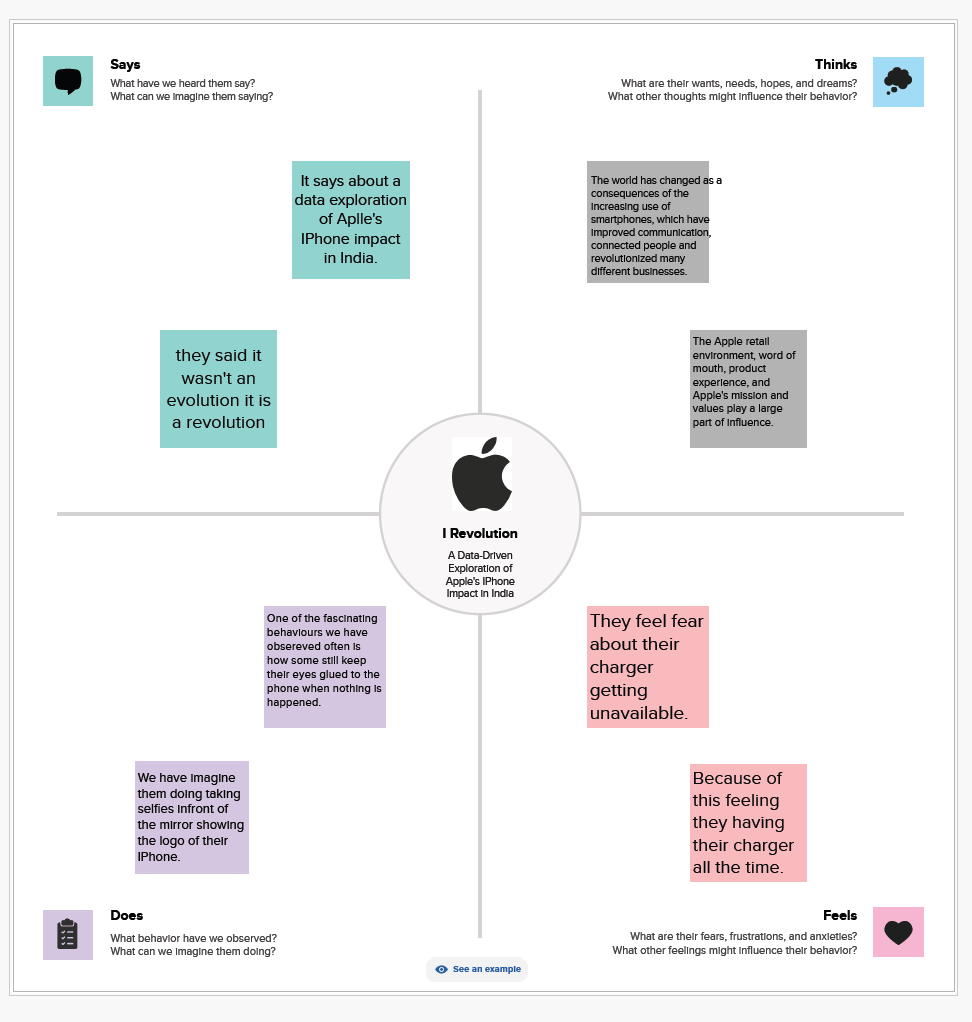 Says
What have we heard them say?
What can we imagine them saying?
Thinks
What are their wants, needs, hopes, and dreams?
What other thoughts might influence their behavior?
It says about a
data exploration
of Aplle's
IPhone impact
in India.
The world has changed as a
consequences of the
increasing use of
smartphones, which have
improved communication,
connected people and
revolutionized many
different businesses.
they said it
wasn't an
evolution it is
a revolution
The Apple retail
environment, word of
mouth, product
experience, and
Apple's mission and
values play a large
part of influence.
I Revolution
A Data-Driven
Exploration of
Apple's IPhone
Impact in India
One of the fascinating
behaviours we have
obsereved often is
how some still keep
their eyes glued to the
phone when nothing is
happened.
They feel fear
about their
charger
getting
unavailable.
We have imagine
them doing taking
selfies infront of
the mirror showing
the logo of their
IPhone.
Because of
this feeling
they having
their charger
all the time.
Does
What behavior have we observed?
What can we imagine them doing?
Feels
What are their fears, frustrations, and anxieties?
What other feelings might influence their behavior?
See an example